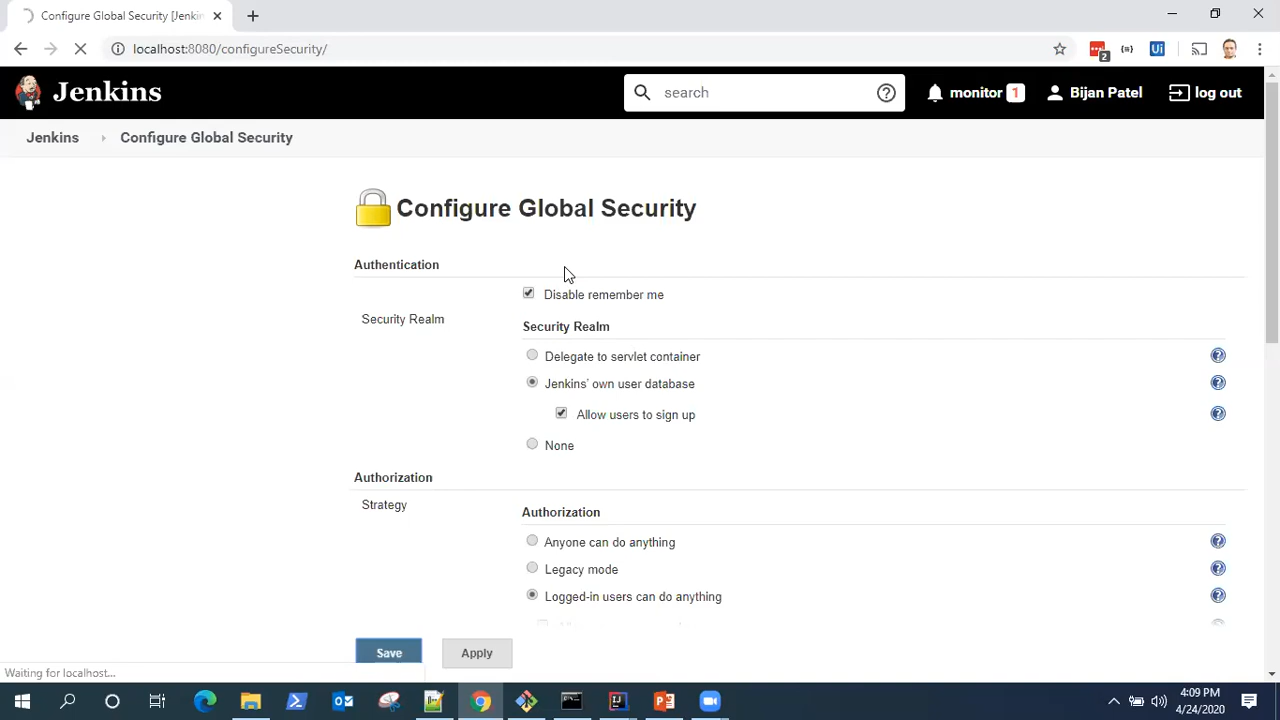 Configure Global Security [Jenkin
localhost:8080/configureSecurity/
2
Ui
Jenkins
search
monitor 1
Bijan Patel
log out
Jenkins
Configure Global Security
Configure Global Security
Authentication
Disable remember me
Security Realm
Security Realm
Delegate to servlet container
Jenkins' own user database
Allow users to sign up
None
Authorization
Strategy
Authorization
Anyone can do anything
Legacy mode
Logged-in users can do anything
Save
Apply
Waiting for localhost...
4:09 PM
4/24/2020